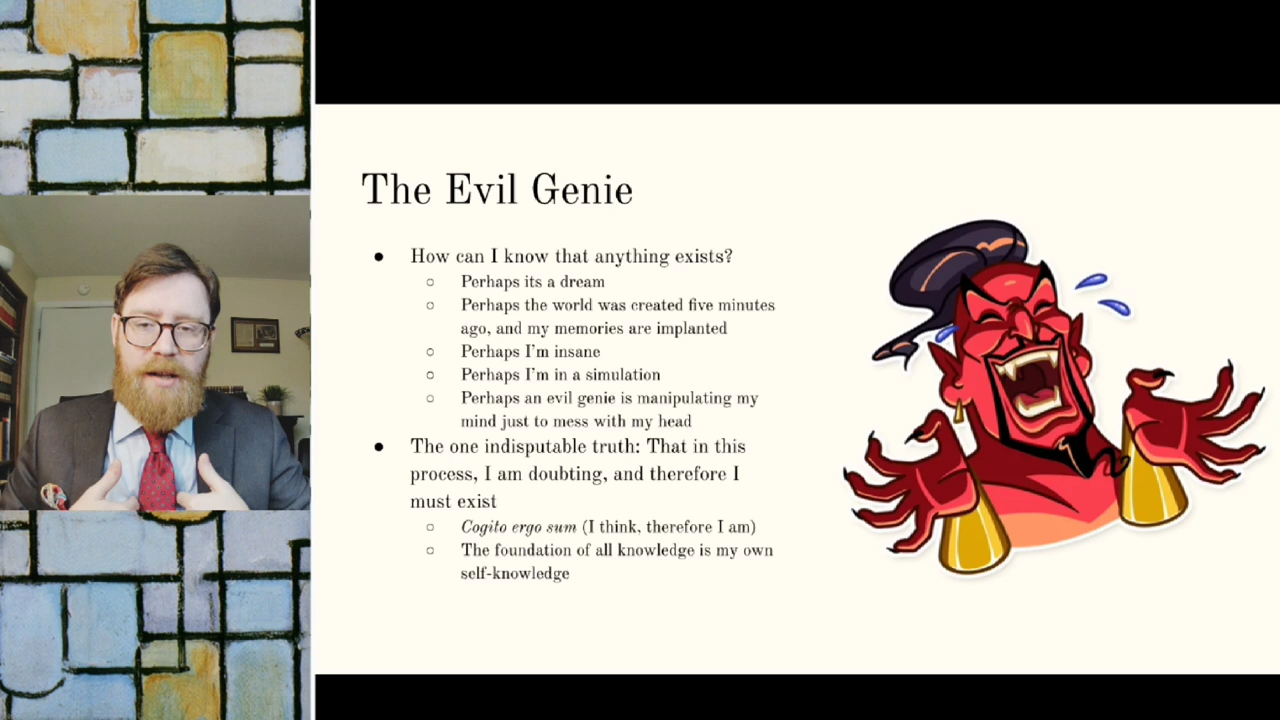 The Evil Genie
● How can I know that anything exists?
○ Perhaps its a dream
○ Perhaps the world was created five minutes
ago, and my memories are implanted
○ Perhaps I'm insane
○ Perhaps I'm in a simulation
○ Perhaps an evil genie is manipulating my
mind just to mess with my head
● The one indisputable truth: That in this
process, I am doubting, and therefore I
must exist
○ Cogito ergo sum (I think, therefore I am)
○ The foundation of all knowledge is my own
self-knowledge